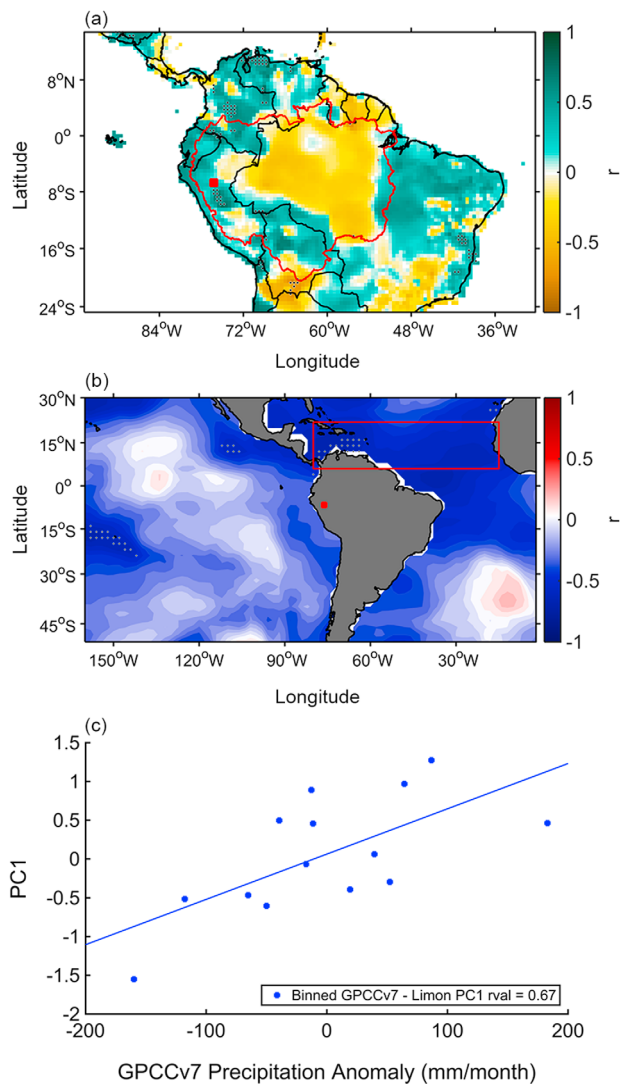 (a)
8°N
0°
8°S
16°S
24°S
Latitude
84°W 72°W 60°W 48°W 36°W
Longitude
1
0.5
0
-0.5
-1
r
(b)
30°N
15°N
0°
15°S
30°S
45°S
Latitude
150°W 120°W 90°W 60°W 30°W
Longitude
1
0.5
0
-0.5
-1
r
(c)
1.5
1
0.5
0
-0.5
-1
-1.5
-2
PC1
Binned GPCCv7 - Limon PC1 rval = 0.67
-200 -100 0 100 200
GPCCv7 Precipitation Anomaly (mm/month)